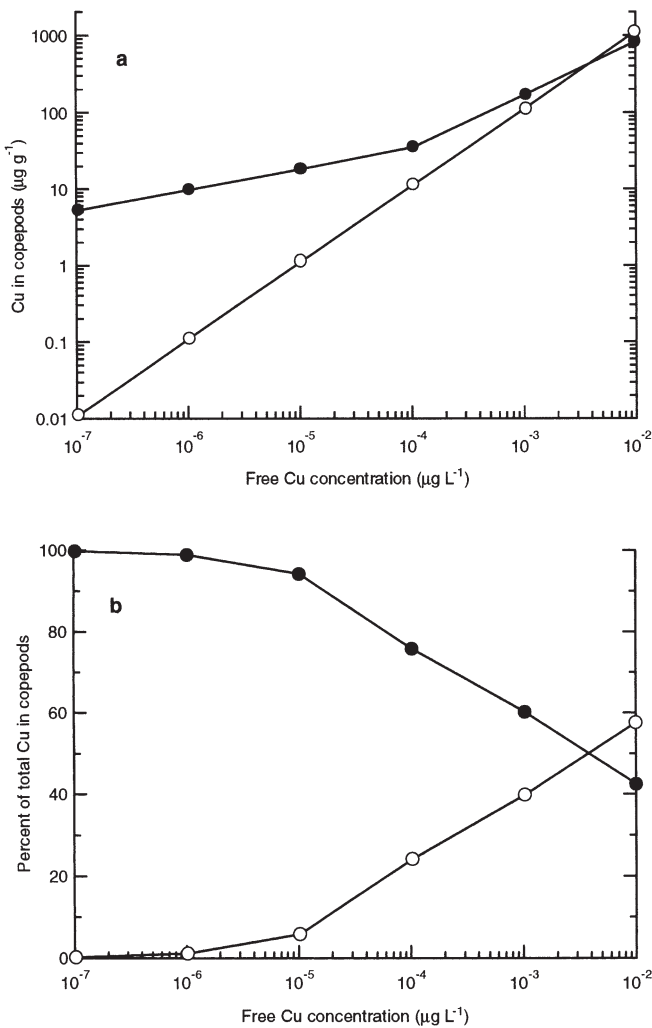 a
1000
100
10
1
0.1
0.01
Cu in copepods (µg g⁻¹)
10⁻⁷ 10⁻⁶ 10⁻⁵ 10⁻⁴ 10⁻³ 10⁻²
Free Cu concentration (µg L⁻¹)
b
100
80
60
40
20
0
Percent of total Cu in copepods
10⁻⁷ 10⁻⁶ 10⁻⁵ 10⁻⁴ 10⁻³ 10⁻²
Free Cu concentration (µg L⁻¹)